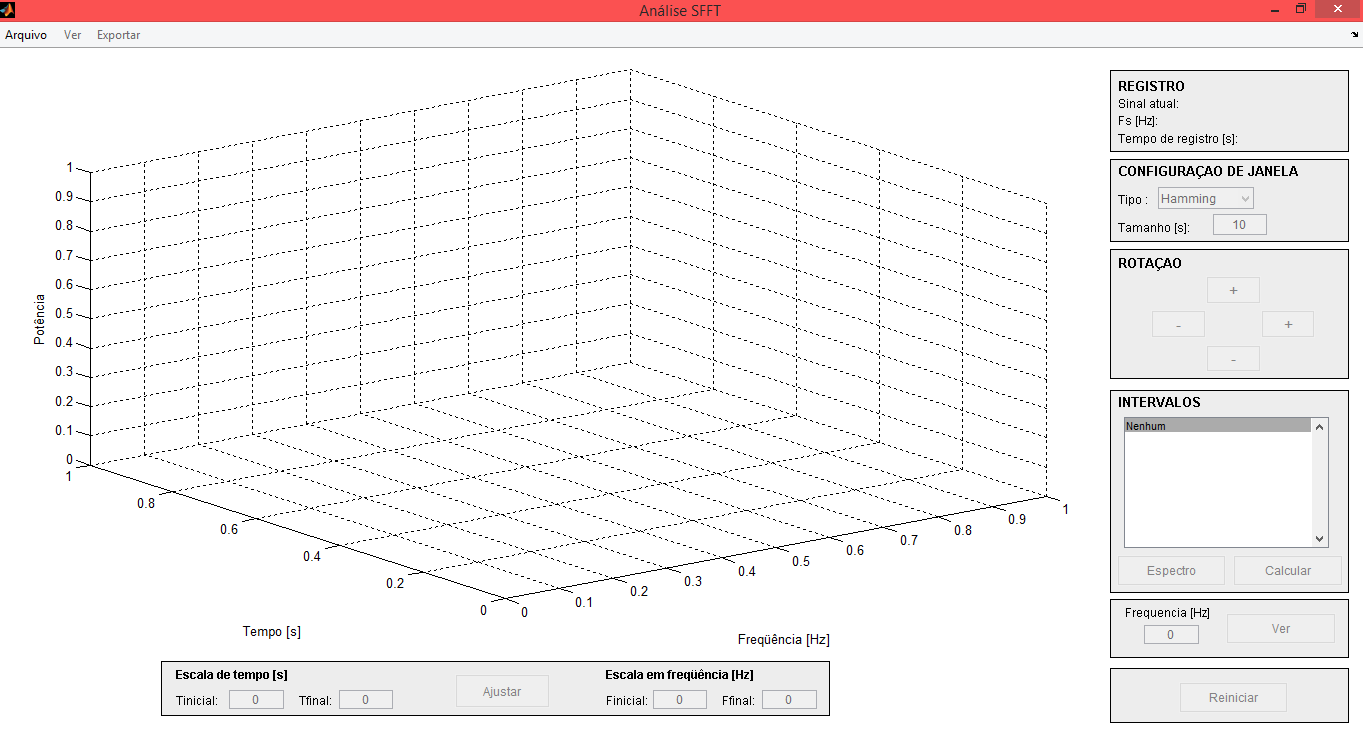 Análise SFFT
Arquivo Ver Exportar
1
0.9
0.8
0.7
0.6
0.5
0.4
0.3
0.2
0.1
0
Potência
1
0.8
0.6
0.4
0.2
0
Tempo [s]
0
0.1
0.2
0.3
0.4
0.5
0.6
0.7
0.8
0.9
1
Freqüência [Hz]
Escala de tempo [s]
Tinicial: 0 Tfinal: 0
Ajustar
Escala em freqüência [Hz]
Finicial: 0 Ffinal: 0
REGISTRO
Sinal atual:
Fs [Hz]:
Tempo de registro [s]:
CONFIGURAÇAO DE JANELA
Tipo : Hamming
Tamanho [s]: 10
ROTAÇAO
+
- +
-
INTERVALOS
Nenhum
Espectro Calcular
Frequencia [Hz]
0 Ver
Reiniciar